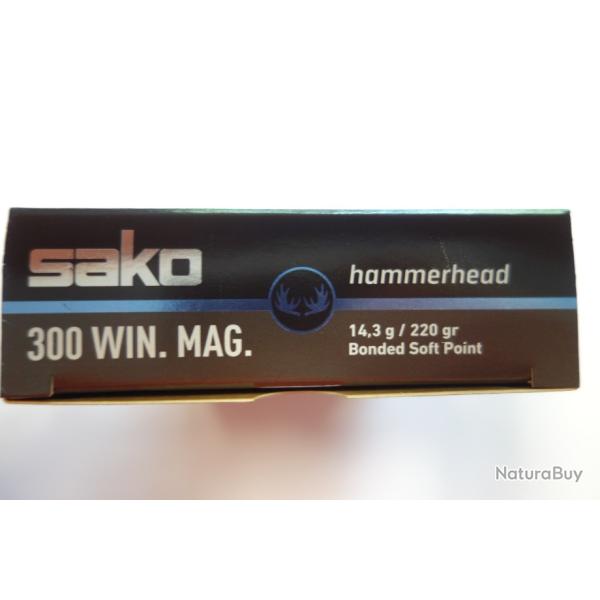 sako
hammerhead
300 WIN. MAG.
14,3 g / 220 gr
Bonded Soft Point
NaturaBuy